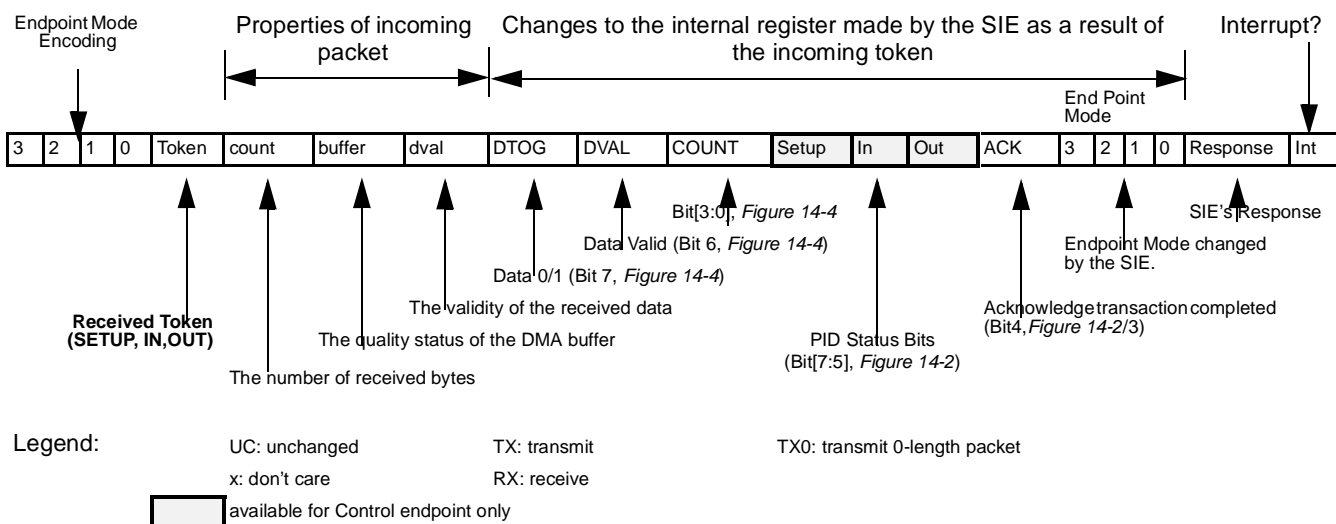 Endpoint Mode
Encoding
Properties of incoming
packet
Changes to the internal register made by the SIE as a result of
the incoming token
Interrupt?
End Point
Mode
3 2 1 0 Token count buffer dval DTOG DVAL COUNT Setup In Out ACK 3 2 1 0 Response Int
Bit[3:0], Figure 14-4
SIE's Response
Data Valid (Bit 6, Figure 14-4)
Endpoint Mode changed
by the SIE.
Data 0/1 (Bit 7, Figure 14-4)
The validity of the received data
Acknowledge transaction completed
(Bit4, Figure 14-2/3)
Received Token
(SETUP, IN,OUT)
The quality status of the DMA buffer
PID Status Bits
(Bit[7:5], Figure 14-2)
The number of received bytes
Legend:
UC: unchanged
TX: transmit
TX0: transmit 0-length packet
x: don't care
RX: receive
available for Control endpoint only